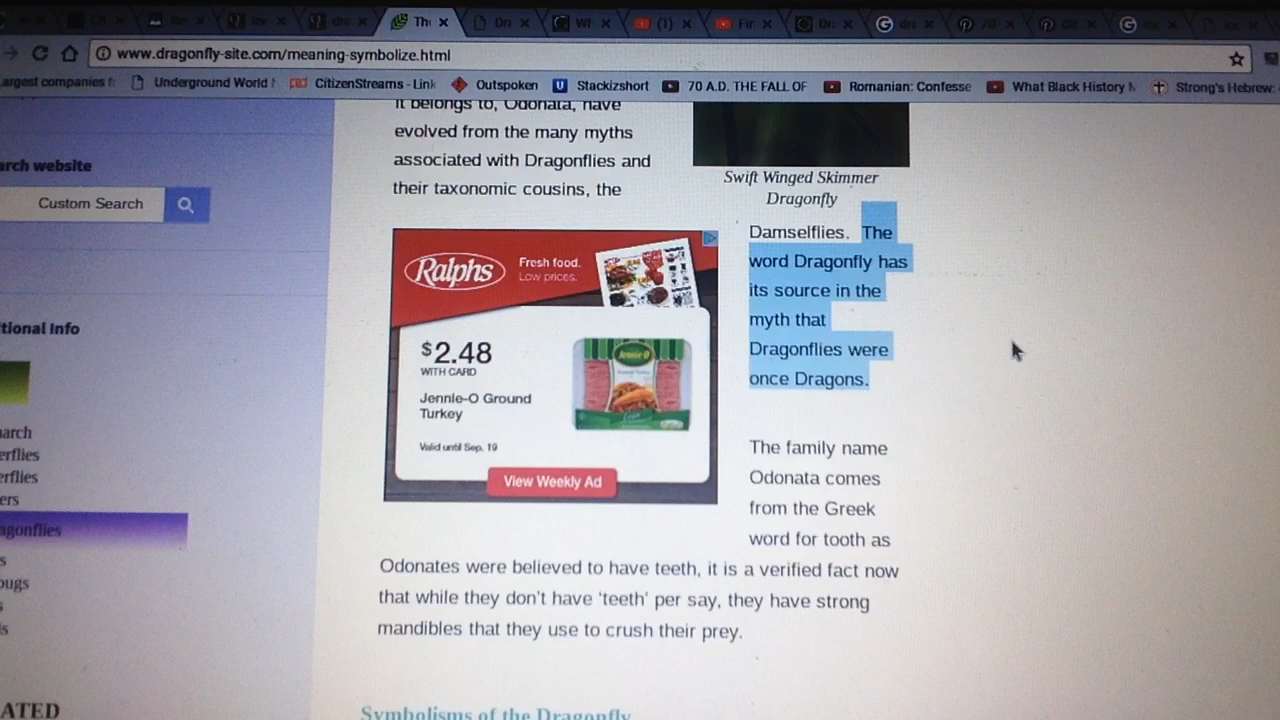 The
(1)
www.dragonfly-site.com/meaning-symbolize.html
argest companies
Underground World
CitizenStreams - Link
Outspoken
Stackizshort
70 A.D. THE FALL OF
Romanian: Confesse
What Black History
Strong's Hebrew:
arch website
Custom Search
tional Info
arch
erflies
erflies
ers
agonflies
s
bugs
s
ATED
It belongs to, Odonata, have
evolved from the many myths
associated with Dragonflies and
their taxonomic cousins, the
Swift Winged Skimmer
Dragonfly
Damselflies. The
word Dragonfly has
its source in the
myth that
Dragonflies were
once Dragons.
Ralphs
Fresh food.
Low prices.
$2.48
WITH CARD
Jennie-O Ground
Turkey
Valid until Sep. 19
View Weekly Ad
Jennie-O
The family name
Odonata comes
from the Greek
word for tooth as
Odonates were believed to have teeth, it is a verified fact now
that while they don't have 'teeth' per say, they have strong
mandibles that they use to crush their prey.
Symbolisms of the Dragonfly